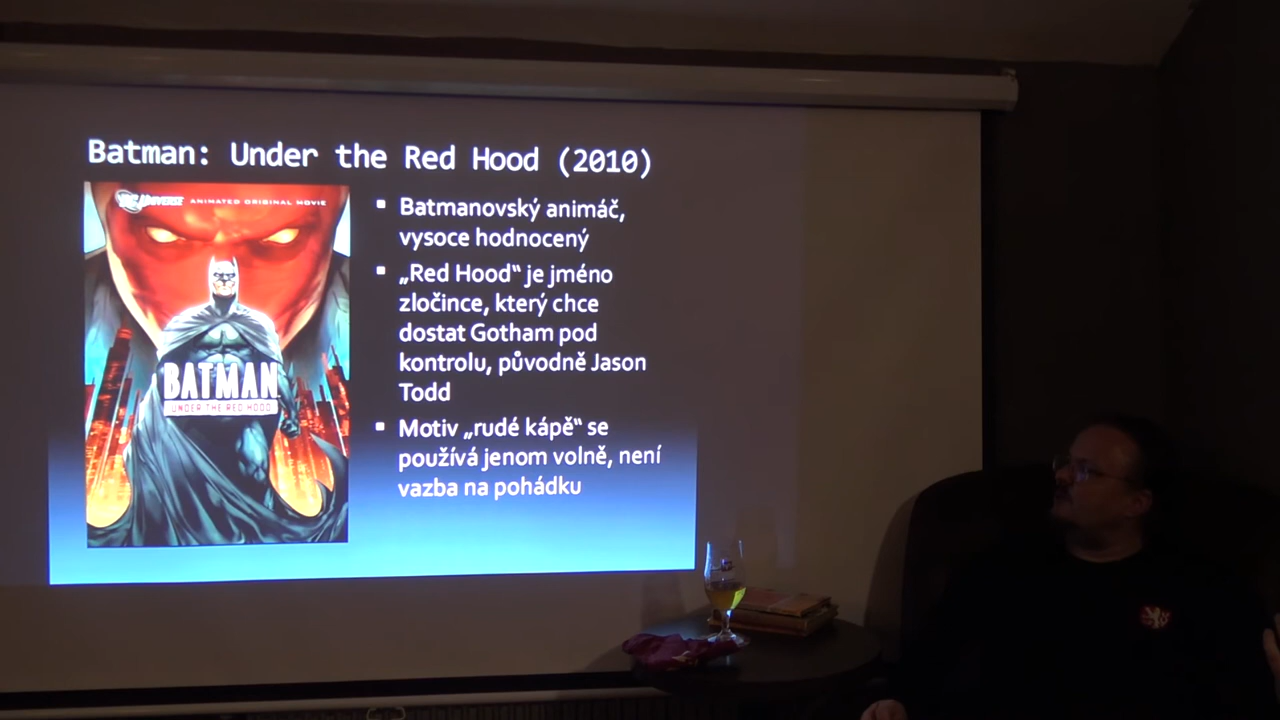 Batman: Under the Red Hood (2010)
DC UNIVERSE ANIMATED ORIGINAL MOVIE
BATMAN
UNDER THE RED HOOD
▪ Batmanovský animáč,
vysoce hodnocený
▪ „Red Hood“ je jméno
zločince, který chce
dostat Gotham pod
kontrolu, původně Jason
Todd
▪ Motiv „rudé kápě“ se
používá jenom volně, není
vazba na pohádku